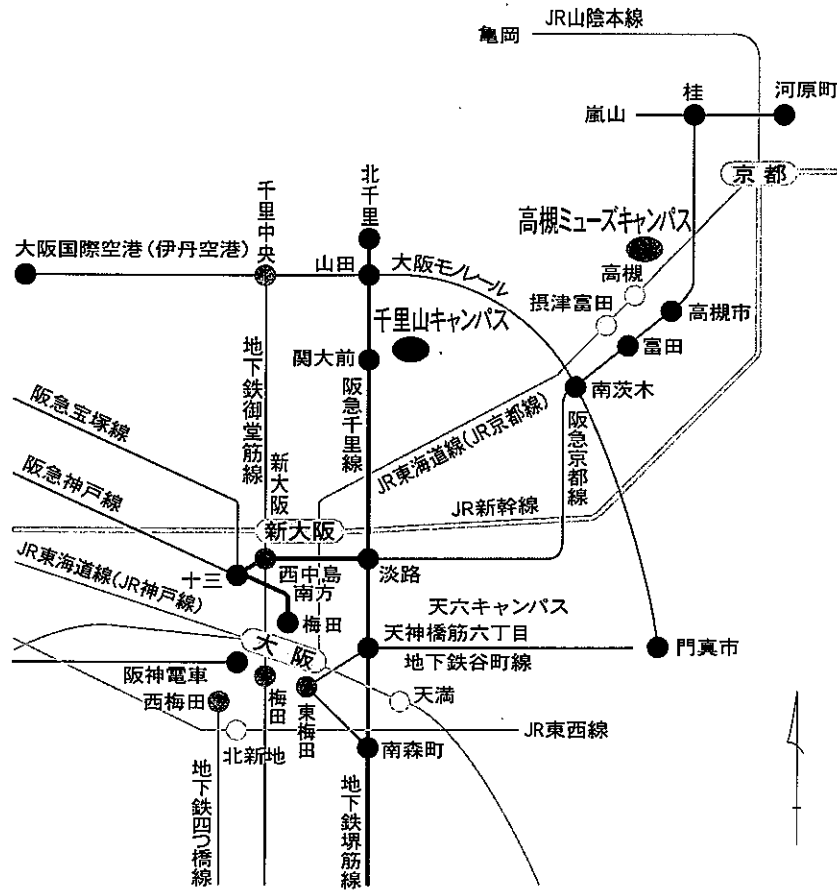 JR山陰本線
亀岡
桂
河原町
嵐山
京都
北千里
千里中央
高槻ミューズキャンパス
大阪国際空港(伊丹空港)
山田
大阪モルール
高槻
摂津富田
高槻市
千里山キャンパス
富田
関大前
南茨木
地下鉄御堂筋線
阪急千里線
阪急宝塚線
JR東海道線(JR京都線)
阪急京都線
阪急神戸線
新大阪
JR新幹線
新大阪
JR東海道線(JR神戸線)
十三
西中島
南方
淡路
梅田
天六キャンパス
天神橋筋六丁目
大阪
門真市
地下鉄谷町線
阪神電車
西梅田
梅田
東梅田
天満
北新地
JR東西線
南森町
地下鉄四つ橋線
地下鉄堺筋線